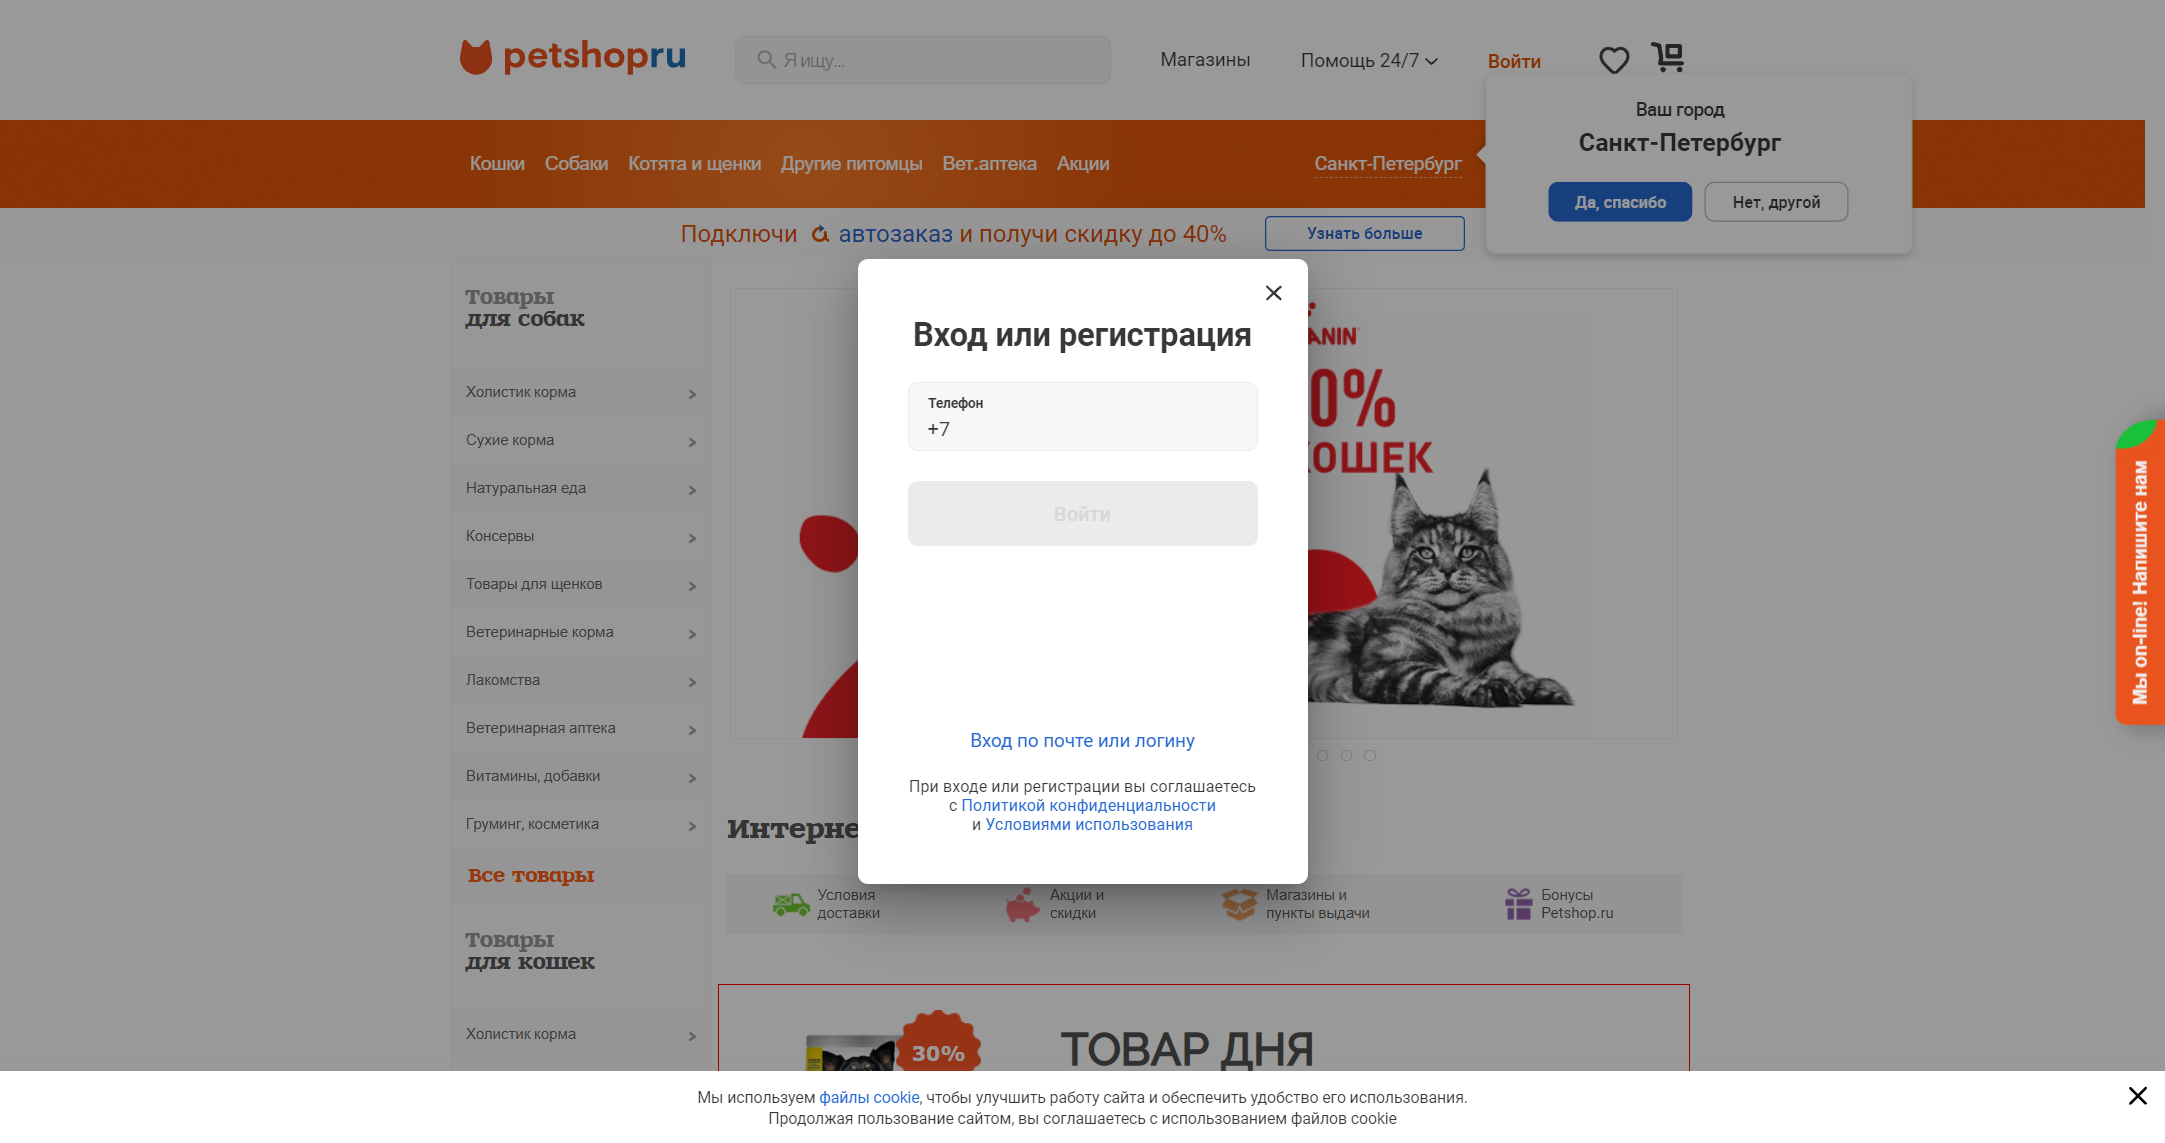 petshopru
Я ищу...
Магазины
Помощь 24/7
Войти
Ваш город
Санкт-Петербург
Да, спасибо
Нет, другой
Кошки
Собаки
Котята и щенки
Другие питомцы
Вет.аптека
Акции
Санкт-Петербург
Подключи автозаказ и получи скидку до 40%
Узнать больше
Товары
для собак
Холистик корма
Сухие корма
Натуральная еда
Консервы
Товары для щенков
Ветеринарные корма
Лакомства
Ветеринарная аптека
Витамины, добавки
Груминг, косметика
Все товары
Товары
для кошек
Холистик корма
Вход или регистрация
Телефон
+7
Войти
Вход по почте или логину
При входе или регистрации вы соглашаетесь
с Политикой конфиденциальности
и Условиями использования
ANIN
0%
ОШЕК
Мы on-line! Напишите нам
Интерне
Условия
доставки
Акции и
скидки
Магазины и
пункты выдачи
Бонусы
Petshop.ru
30%
ТОВАР ДНЯ
Мы используем файлы cookie, чтобы улучшить работу сайта и обеспечить удобство его использования.
Продолжая пользование сайтом, вы соглашаетесь с использованием файлов cookie